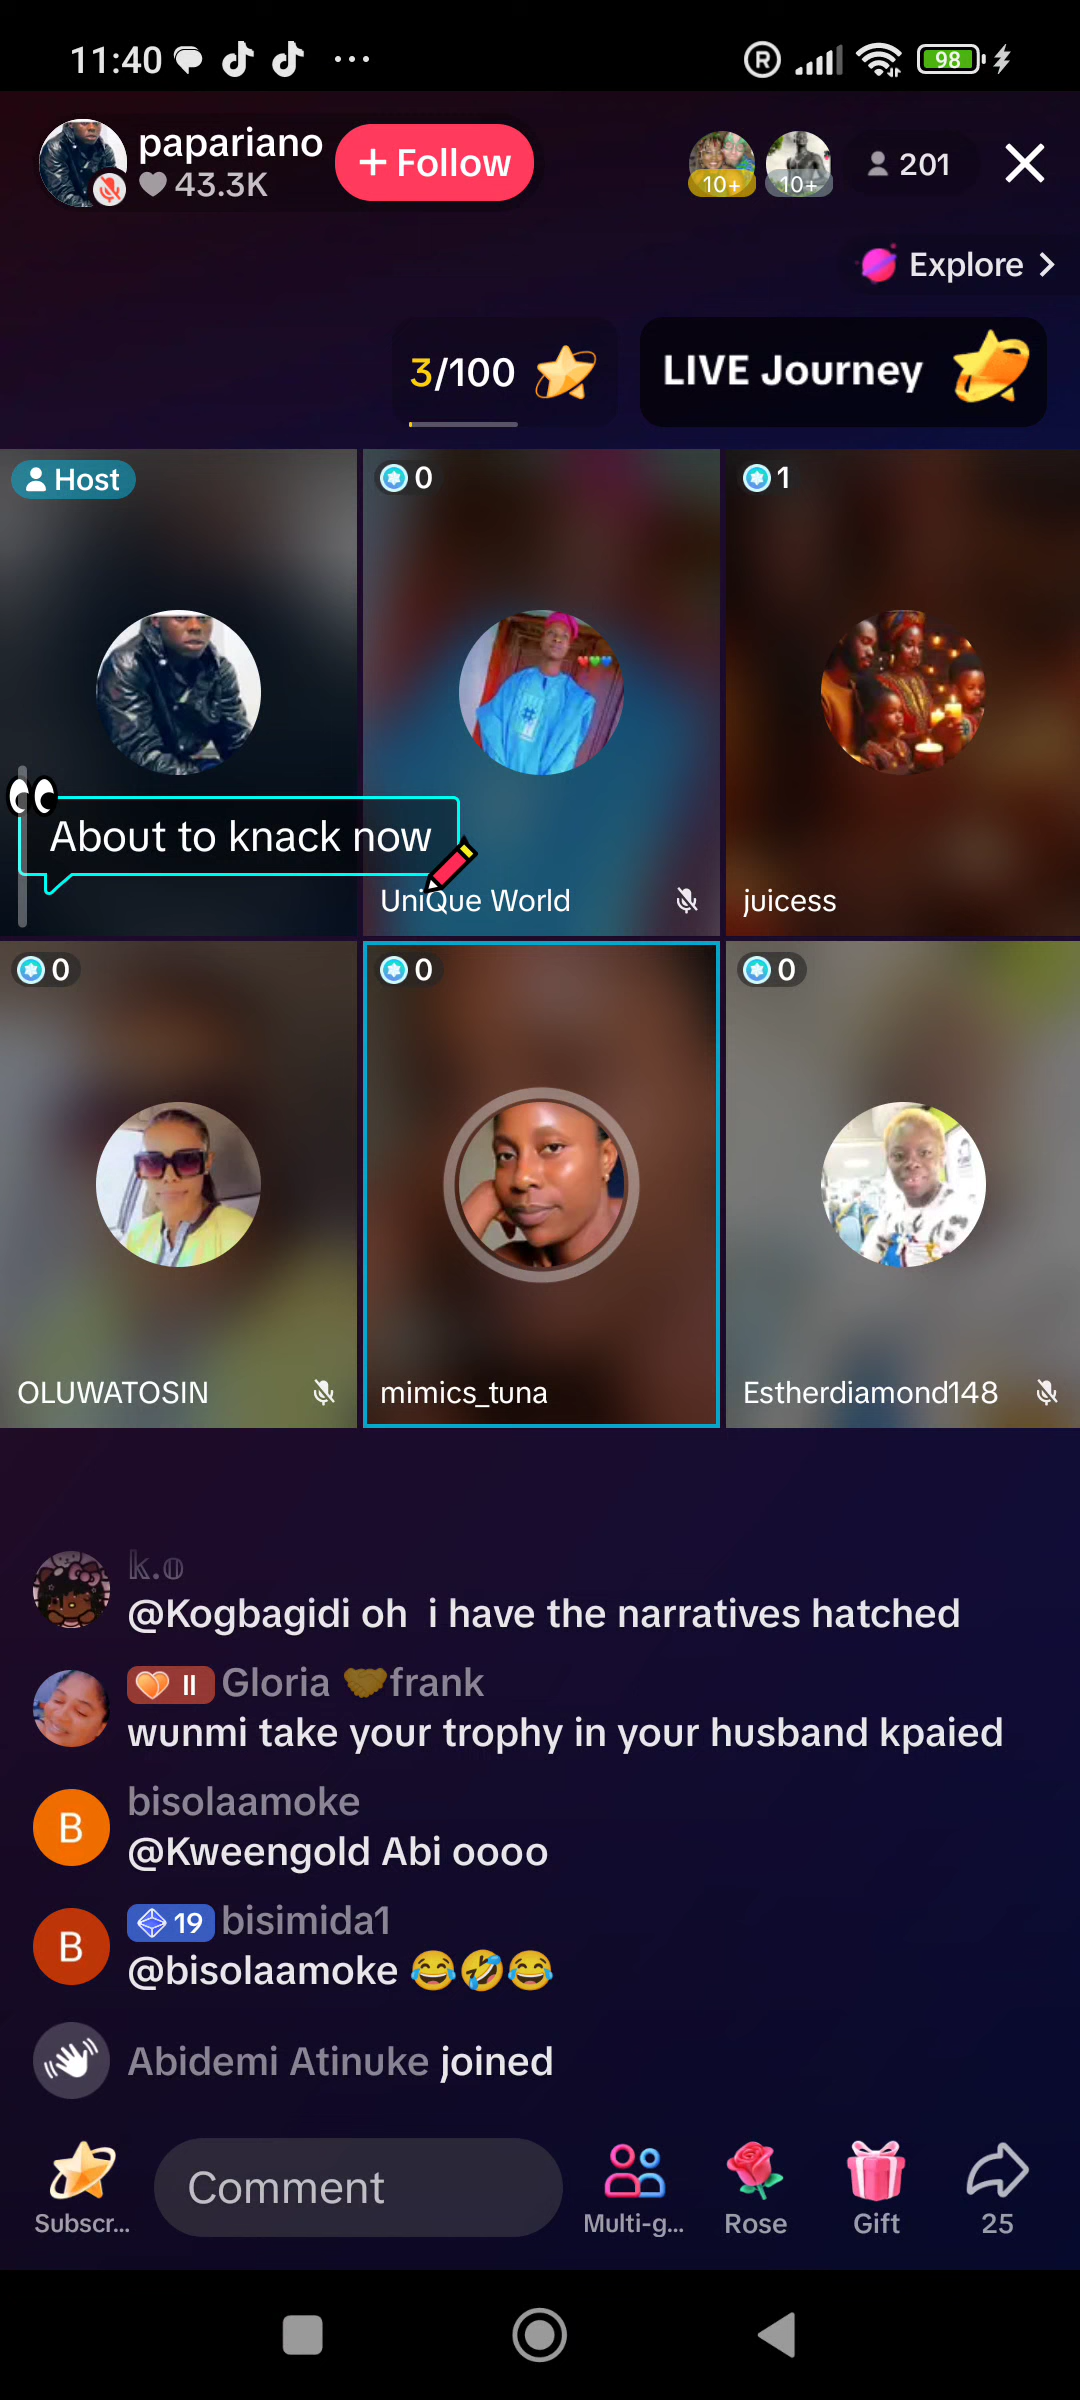 11:40
98
papariano
43.3K
+ Follow
10+
10+
201
Explore
3/100
LIVE Journey
Host
0
1
About to knack now
UniQue World
juicess
0
0
0
OLUWATOSIN
mimics_tuna
Estherdiamond148
𝕜.𝕠
@Kogbagidi oh i have the narratives hatched
II Gloria 🤝frank
wunmi take your trophy in your husband kpaied
B
bisolaamoke
@Kweengold Abi oooo
B
19 bisimida1
@bisolaamoke 😂🤣😂
Abidemi Atinuke joined
Comment
Subscr...
Multi-g...
Rose
Gift
25